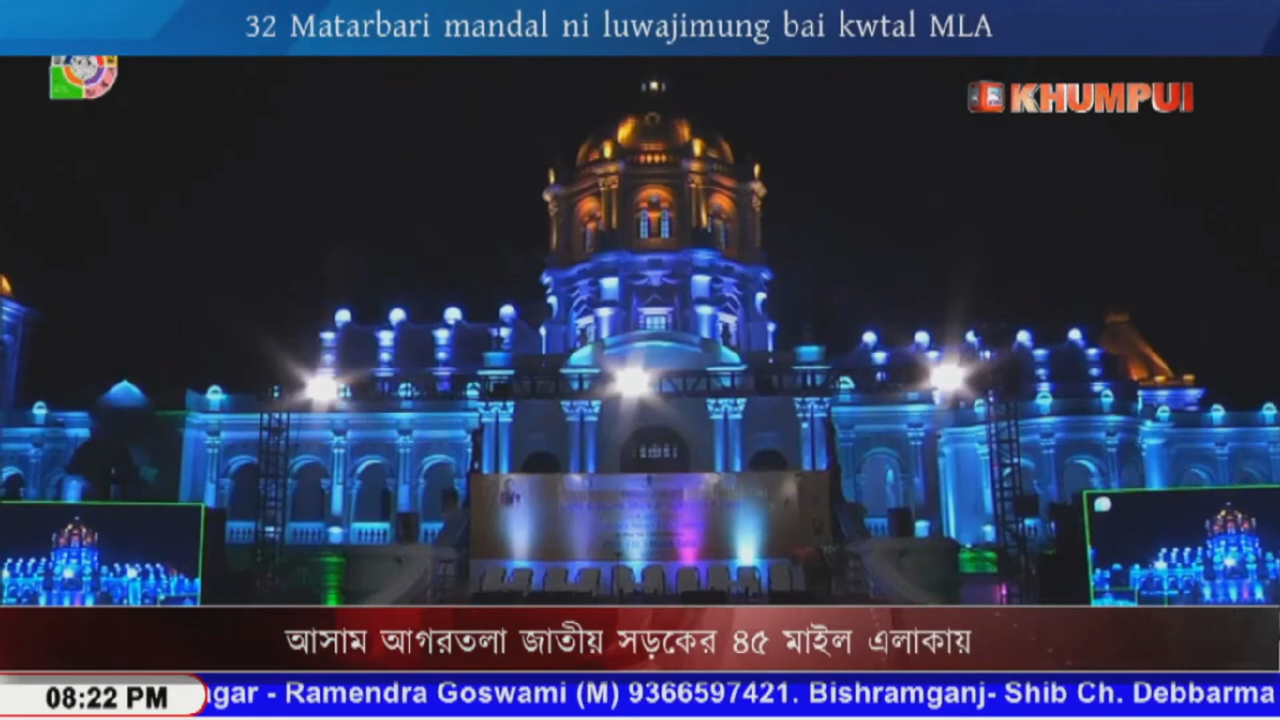 32 Matarbari mandal ni luwajimung bai kwtal MLA
KHUMPUI
আসাম আগরতলা জাতীয় সড়কের ৪৫ মাইল এলাকায়
08:22 PM
gar - Ramendra Goswami (M) 9366597421. Bishramganj- Shib Ch. Debbarma